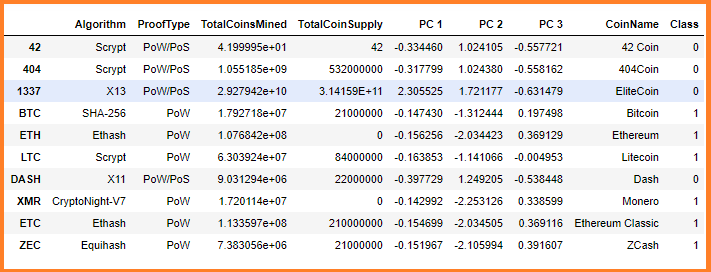 Algorithm ProofType TotalCoinsMined TotalCoinSupply PC 1 PC 2 PC 3 CoinName Class
42 Scrypt PoW/PoS 4.199995e+01 42 -0.334460 1.024105 -0.557721 42 Coin 0
404 Scrypt PoW/PoS 1.055185e+09 532000000 -0.317799 1.024380 -0.558162 404Coin 0
1337 X13 PoW/PoS 2.927942e+10 3.14159E+11 2.305525 1.721177 -0.631479 EliteCoin 0
BTC SHA-256 PoW 1.792718e+07 21000000 -0.147430 -1.312444 0.197498 Bitcoin 1
ETH Ethash PoW 1.076842e+08 0 -0.156256 -2.034423 0.369129 Ethereum 1
LTC Scrypt PoW 6.303924e+07 84000000 -0.163853 -1.141066 -0.004953 Litecoin 1
DASH X11 PoW/PoS 9.031294e+06 22000000 -0.397729 1.249205 -0.538448 Dash 0
XMR CryptoNight-V7 PoW 1.720114e+07 0 -0.142992 -2.253126 0.338599 Monero 1
ETC Ethash PoW 1.133597e+08 210000000 -0.154699 -2.034505 0.369116 Ethereum Classic 1
ZEC Equihash PoW 7.383056e+06 21000000 -0.151967 -2.105994 0.391607 ZCash 1